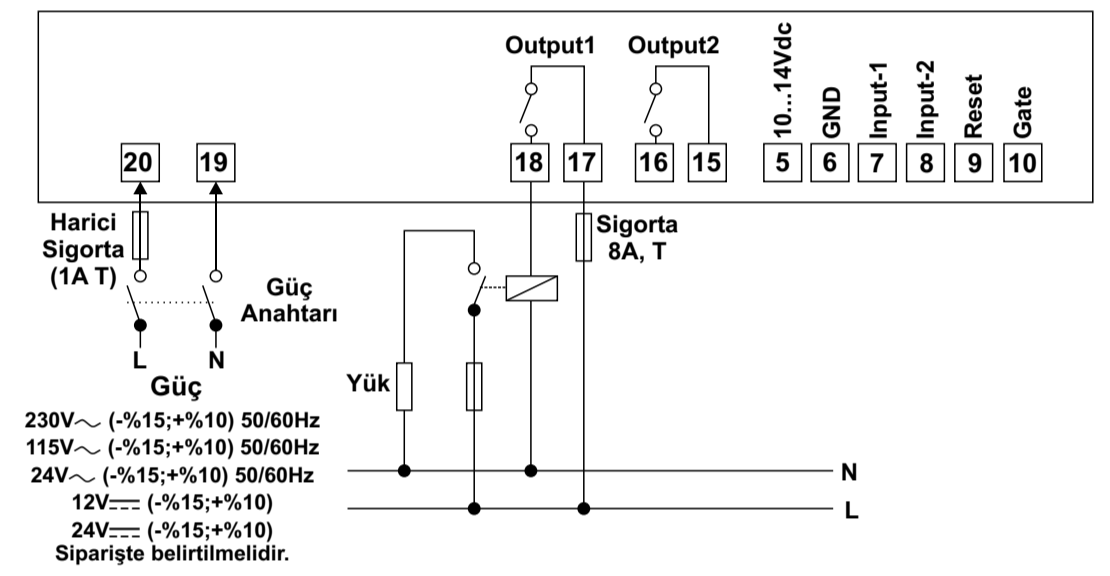 Output1
Output2
10...14Vdc
GND
Input-1
Input-2
Reset
Gate
20
19
18
17
16
15
5
6
7
8
9
10
Harici
Sigorta
(1A T)
Sigorta
8A, T
Güç
Anahtarı
L
N
Güç
Yük
230V～ (-%15;+%10) 50/60Hz
115V～ (-%15;+%10) 50/60Hz
24V～ (-%15;+%10) 50/60Hz
12V⎓ (-%15;+%10)
24V⎓ (-%15;+%10)
Siparişte belirtilmelidir.
N
L